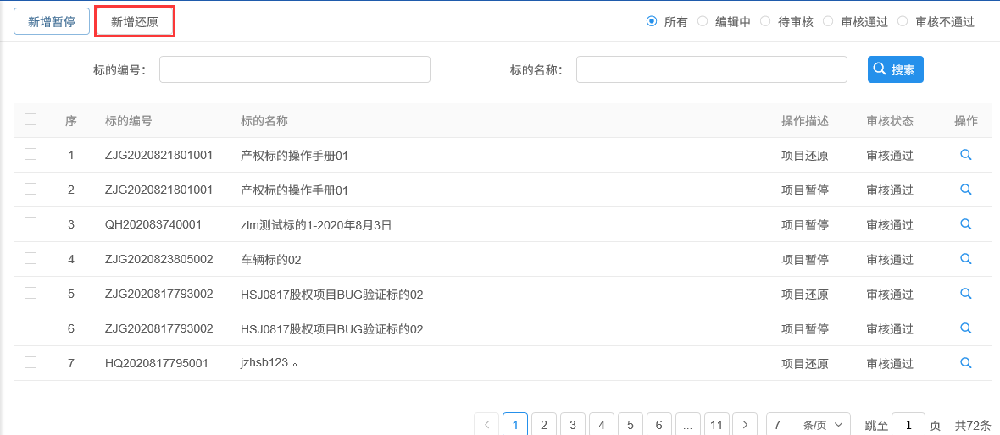 新增暂停 新增还原 所有 编辑中 待审核 审核通过 审核不通过
标的编号: 标的名称: 搜索
序 标的编号 标的名称 操作描述 审核状态 操作
1 ZJG2020821801001 产权标的操作手册01 项目还原 审核通过
2 ZJG2020821801001 产权标的操作手册01 项目暂停 审核通过
3 QH202083740001 zlm测试标的1-2020年8月3日 项目暂停 审核通过
4 ZJG2020823805002 车辆标的02 项目暂停 审核通过
5 ZJG2020817793002 HSJ0817股权项目BUG验证标的02 项目还原 审核通过
6 ZJG2020817793002 HSJ0817股权项目BUG验证标的02 项目暂停 审核通过
7 HQ2020817795001 jzhsb123.。 项目还原 审核通过
< 1 2 3 4 5 6 ... 11 > 7 条/页 跳至 1 页 共72条